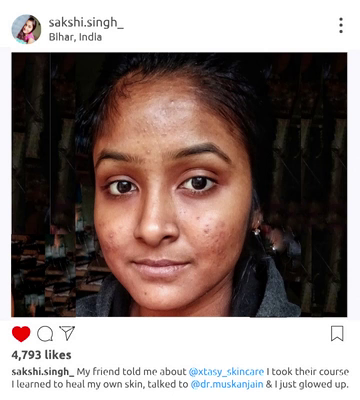 sakshi.singh_
Bihar, India
4,793 likes
sakshi.singh_ My friend told me about @xtasy_skincare I took their course
I learned to heal my own skin, talked to @dr.muskanjain & I just glowed up.